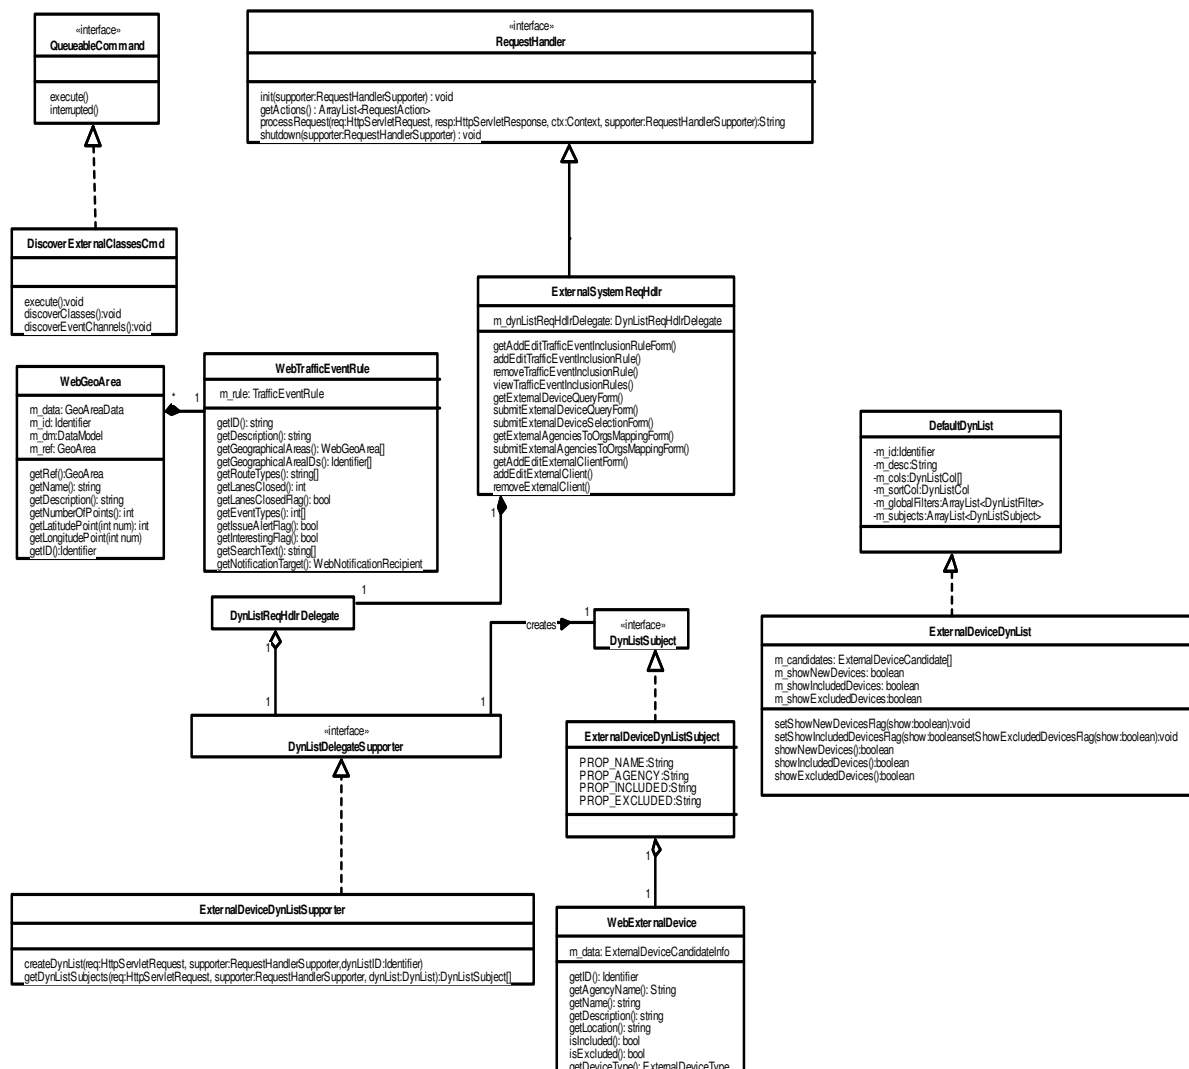 «interface»
QueueableCommand
execute()
interrupted()
«interface»
RequestHandler
init(supporter:RequestHandlerSupporter) : void
getActions() : ArrayList<RequestAction>
processRequest(req:HttpServletRequest, resp:HttpServletResponse, ctx:Context, supporter:RequestHandlerSupporter):String
shutdown(supporter:RequestHandlerSupporter) : void
DiscoverExternalClassesCmd
execute():void
discoverClasses():void
discoverEventChannels():void
ExternalSystemReqHdlr
m_dynListReqHdlrDelegate: DynListReqHdlrDelegate
getAddEditTrafficEventInclusionRuleForm()
addEditTrafficEventInclusionRule()
removeTrafficEventInclusionRule()
viewTrafficEventInclusionRules()
getExternalDeviceQueryForm()
submitExternalDeviceQueryForm()
submitExternalDeviceSelectionForm()
getExternalAgenciesToOrgsMappingForm()
submitExternalAgenciesToOrgsMappingForm()
getAddEditExternalClientForm()
addEditExternalClient()
removeExternalClient()
WebGeoArea
m_data: GeoAreaData
m_id: Identifier
m_dm:DataModel
m_ref: GeoArea
getRef():GeoArea
getName(): string
getDescription(): string
getNumberOfPoints(): int
getLatitudePoint(int num): int
getLongitudePoint(int num)
getID():Identifier
*
1
WebTrafficEventRule
m_rule: TrafficEventRule
getID(): string
getDescription(): string
getGeographicalAreas(): WebGeoArea[]
getGeographicalAreaIDs(): Identifier[]
getRouteTypes(): string[]
getLanesClosed(): int
getLanesClosedFlag(): bool
getEventTypes(): int[]
getIssueAlertFlag(): bool
getInterestingFlag(): bool
getSearchText(): string[]
getNotificationTarget(): WebNotificationRecipient
DefaultDynList
-m_id:Identifier
-m_desc:String
-m_cols:DynListCol[]
-m_sortCol:DynListCol
-m_globalFilters:ArrayList<DynListFilter>
-m_subjects:ArrayList<DynListSubject>
1
1
DynListReqHdlrDelegate
1
1
creates
1
1
«interface»
DynListSubject
ExternalDeviceDynList
m_candidates: ExternalDeviceCandidate[]
m_showNewDevices: boolean
m_showIncludedDevices: boolean
m_showExcludedDevices:boolean
setShowNewDevicesFlag(show:boolean):void
setShowIncludedDevicesFlag(show:booleansetShowExcludedDevicesFlag(show:boolean):void
showNewDevices():boolean
showIncludedDevices():boolean
showExcludedDevices():boolean
«interface»
DynListDelegateSupporter
ExternalDeviceDynListSubject
PROP_NAME:String
PROP_AGENCY:String
PROP_INCLUDED:String
PROP_EXCLUDED:String
1
1
ExternalDeviceDynListSupporter
createDynList(req:HttpServletRequest, supporter:RequestHandlerSupporter,dynListID:Identifier)
getDynListSubjects(req:HttpServletRequest, supporter:RequestHandlerSupporter, dynList:DynList):DynListSubject[]
WebExternalDevice
m_data: ExternalDeviceCandidateInfo
getID(): Identifier
getAgencyName(): String
getName(): string
getDescription(): string
getLocation(): string
isIncluded(): bool
isExcluded(): bool
getDeviceType(): ExternalDeviceType